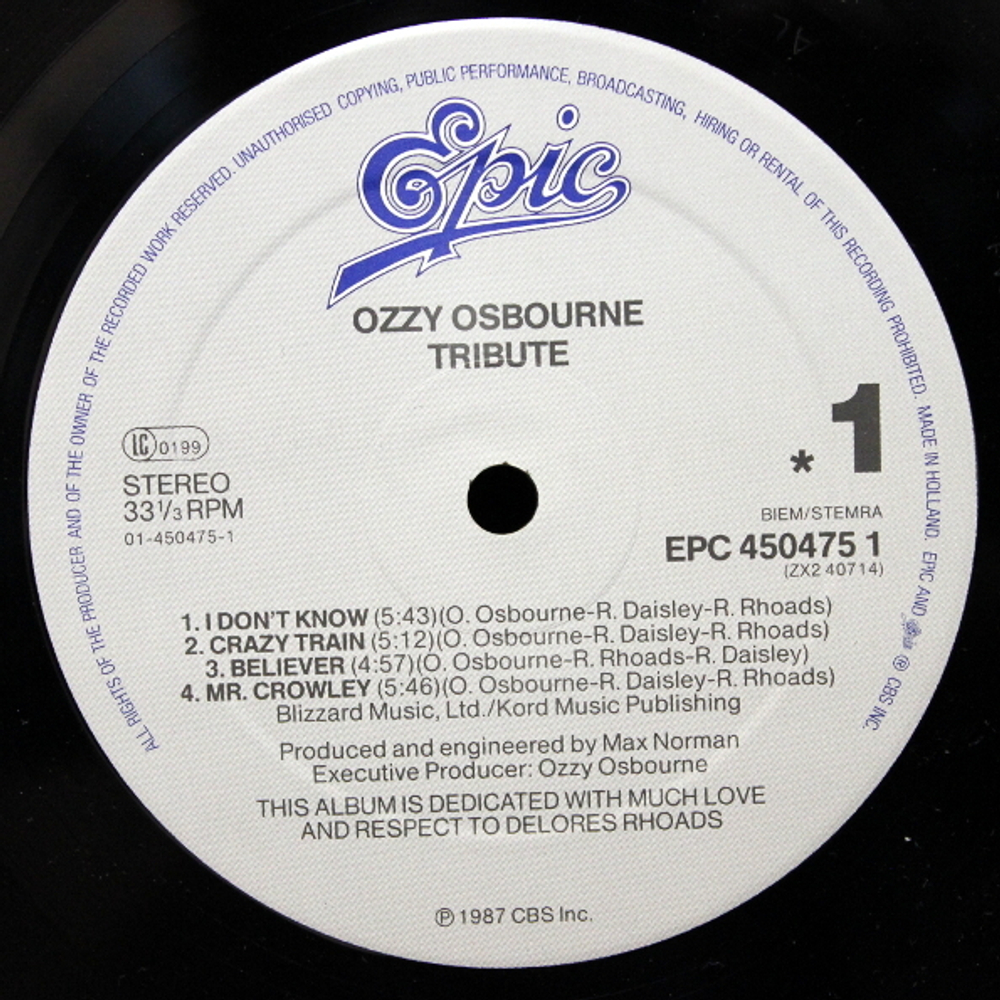 ALL RIGHTS OF THE PRODUCER AND OF THE OWNER OF THE RECORDED WORK RESERVED. UNAUTHORISED COPYING, PUBLIC PERFORMANCE, BROADCASTING, HIRING OR RENTAL OF THIS RECORDING PROHIBITED. MADE IN HOLLAND. EPIC AND Epic ® CBS INC.
Epic
OZZY OSBOURNE
TRIBUTE
* 1
LC 0199
STEREO
33 1/3 RPM
01-450475-1
BIEM/STEMRA
EPC 450475 1
(ZX2 40714)
1. I DON'T KNOW (5:43)(O. Osbourne-R. Daisley-R. Rhoads)
2. CRAZY TRAIN (5:12)(O. Osbourne-R. Daisley-R. Rhoads)
3. BELIEVER (4:57)(O. Osbourne-R. Rhoads-R. Daisley)
4. MR. CROWLEY (5:46)(O. Osbourne-R. Daisley-R. Rhoads)
Blizzard Music, Ltd./Kord Music Publishing
Produced and engineered by Max Norman
Executive Producer: Ozzy Osbourne
THIS ALBUM IS DEDICATED WITH MUCH LOVE
AND RESPECT TO DELORES RHOADS
℗ 1987 CBS Inc.